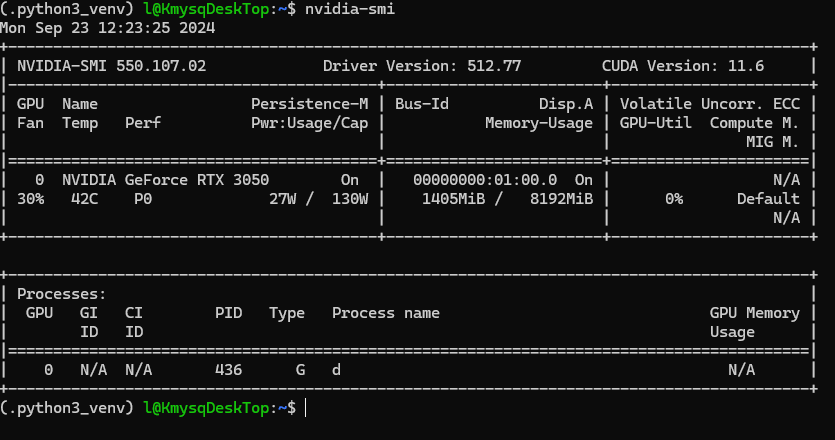 (.python3_venv) l@KmysqDeskTop:~$ nvidia-smi
Mon Sep 23 12:23:25 2024
+-----------------------------------------------------------------------------------------+
| NVIDIA-SMI 550.107.02             Driver Version: 512.77         CUDA Version: 11.6     |
|-----------------------------------------+------------------------+----------------------+
| GPU  Name                 Persistence-M | Bus-Id          Disp.A | Volatile Uncorr. ECC |
| Fan  Temp   Perf          Pwr:Usage/Cap |           Memory-Usage | GPU-Util  Compute M. |
|                                         |                        |               MIG M. |
|=========================================+========================+======================|
|   0  NVIDIA GeForce RTX 3050        On  |   00000000:01:00.0  On |                  N/A |
| 30%   42C    P0             27W /  130W |    1405MiB /   8192MiB |      0%      Default |
|                                         |                        |                  N/A |
+-----------------------------------------+------------------------+----------------------+
+-----------------------------------------------------------------------------------------+
| Processes:                                                                              |
|  GPU   GI   CI        PID   Type   Process name                              GPU Memory |
|        ID   ID                                                               Usage      |
|=========================================================================================|
|    0   N/A  N/A       436      G   d                                           N/A      |
+-----------------------------------------------------------------------------------------+
(.python3_venv) l@KmysqDeskTop:~$